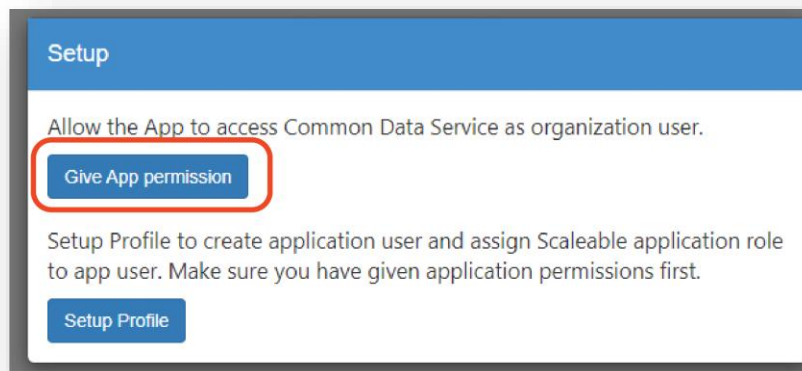 Setup
Allow the App to access Common Data Service as organization user.
Give App permission
Setup Profile to create application user and assign Scaleable application role
to app user. Make sure you have given application permissions first.
Setup Profile